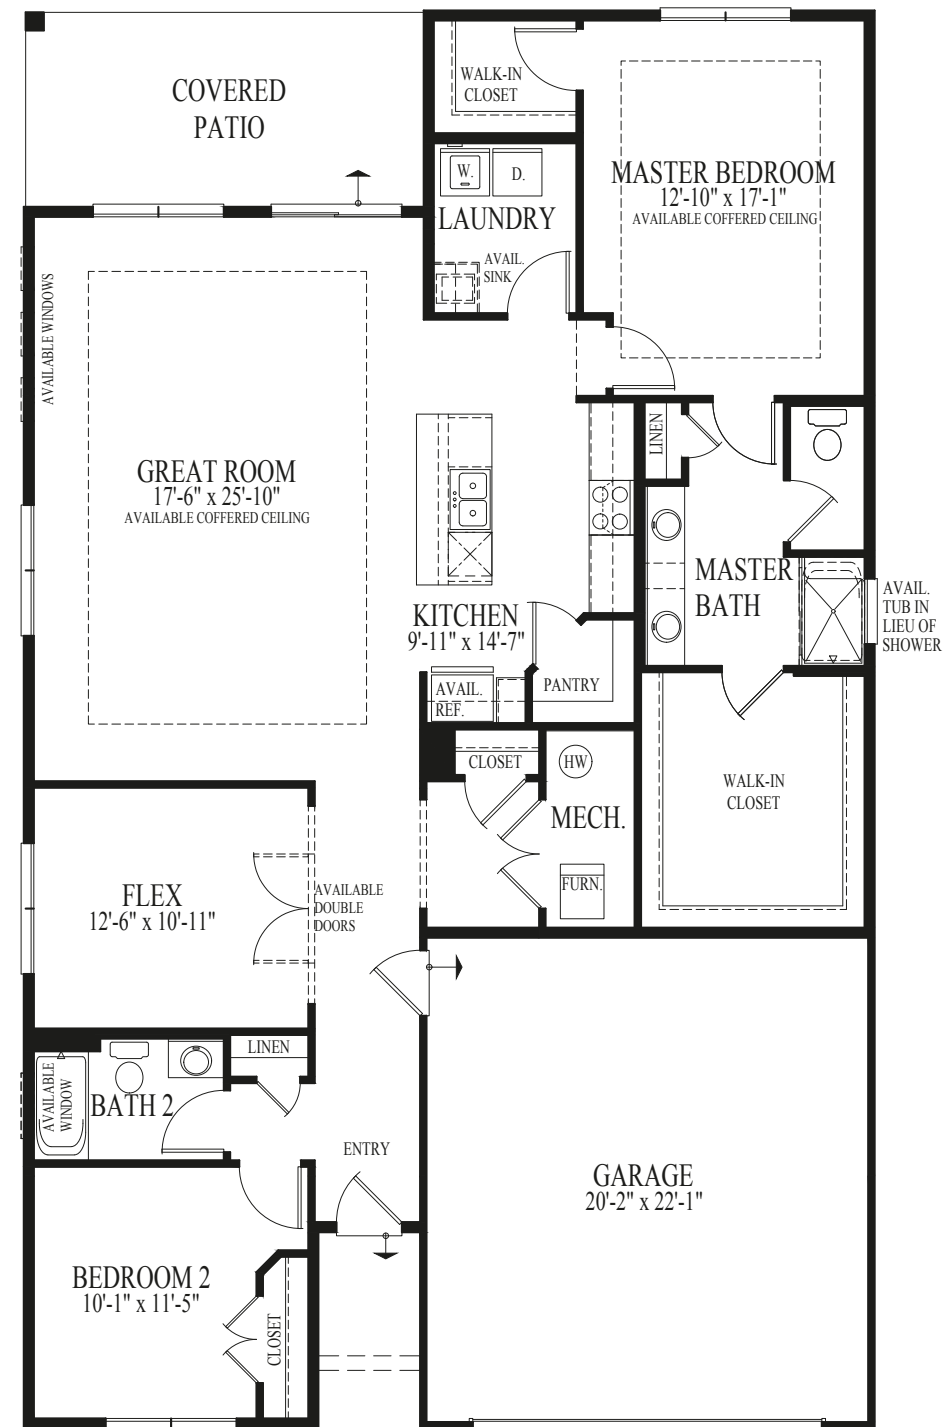 COVERED
PATIO
WALK-IN
CLOSET
W.
D.
LAUNDRY
AVAIL.
SINK
MASTER BEDROOM
12'-10" x 17'-1"
AVAILABLE COFFERED CEILING
AVAILABLE WINDOWS
GREAT ROOM
17'-6" x 25'-10"
AVAILABLE COFFERED CEILING
LINEN
MASTER
BATH
AVAIL.
TUB IN
LIEU OF
SHOWER
KITCHEN
9'-11" x 14'-7"
AVAIL.
REF.
PANTRY
CLOSET
HW
MECH.
FURN.
WALK-IN
CLOSET
FLEX
12'-6" x 10'-11"
AVAILABLE
DOUBLE
DOORS
LINEN
AVAILABLE
WINDOW
BATH 2
ENTRY
GARAGE
20'-2" x 22'-1"
BEDROOM 2
10'-1" x 11'-5"
CLOSET